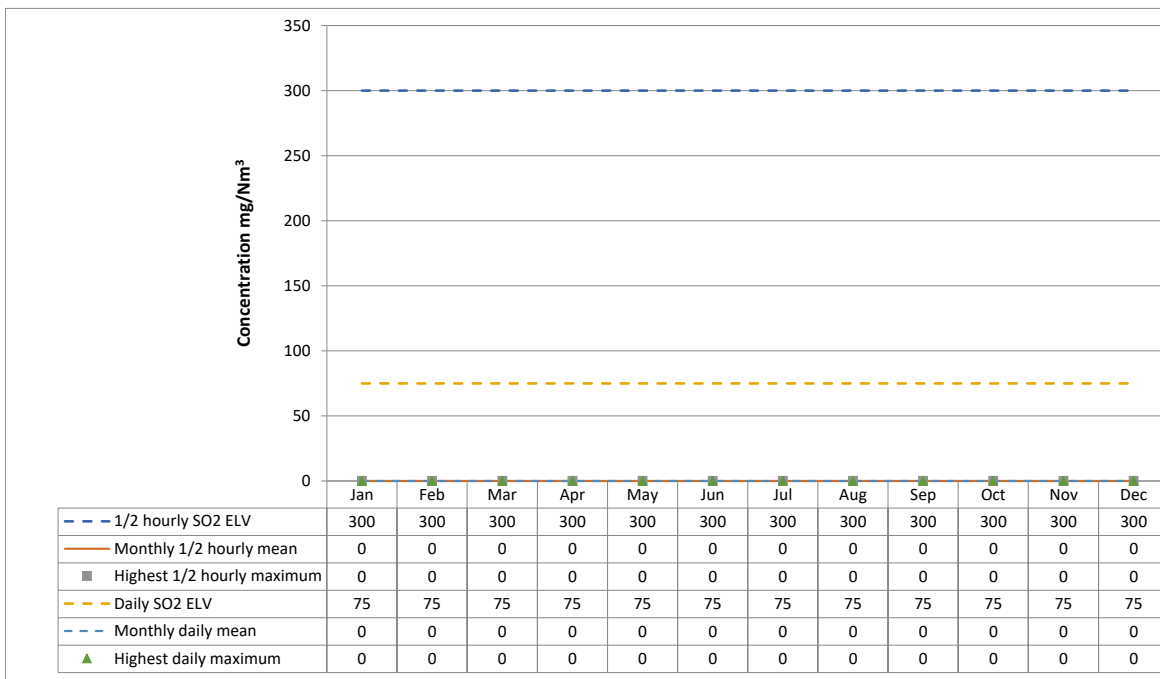 350
300
250
200
150
100
50
0
Concentration mg/Nm³
Jan Feb Mar Apr May Jun Jul Aug Sep Oct Nov Dec
1/2 hourly SO2 ELV 300 300 300 300 300 300 300 300 300 300 300 300
Monthly 1/2 hourly mean 0 0 0 0 0 0 0 0 0 0 0 0
Highest 1/2 hourly maximum 0 0 0 0 0 0 0 0 0 0 0 0
Daily SO2 ELV 75 75 75 75 75 75 75 75 75 75 75 75
Monthly daily mean 0 0 0 0 0 0 0 0 0 0 0 0
Highest daily maximum 0 0 0 0 0 0 0 0 0 0 0 0